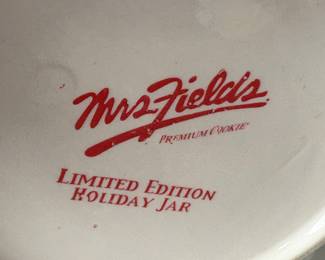 Mrs. Fields
PREMIUM COOKIE
LIMITED EDITION
HOLIDAY JAR